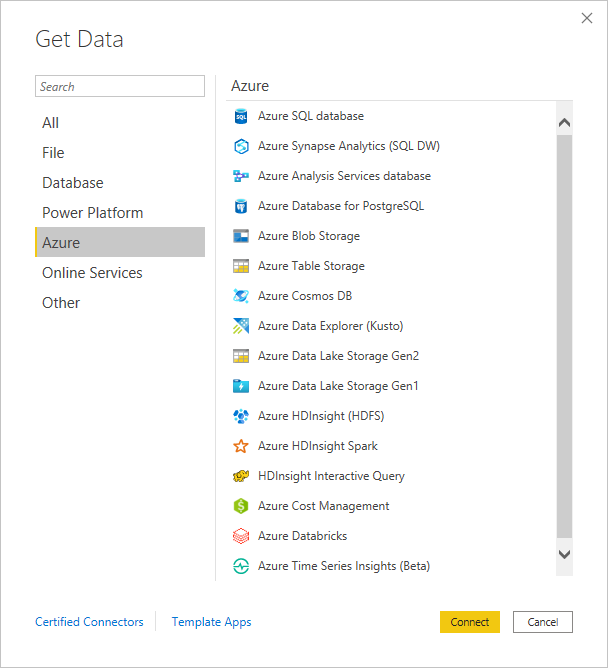 Get Data
Search
All
File
Database
Power Platform
Azure
Online Services
Other
Azure
Azure SQL database
Azure Synapse Analytics (SQL DW)
Azure Analysis Services database
Azure Database for PostgreSQL
Azure Blob Storage
Azure Table Storage
Azure Cosmos DB
Azure Data Explorer (Kusto)
Azure Data Lake Storage Gen2
Azure Data Lake Storage Gen1
Azure HDInsight (HDFS)
Azure HDInsight Spark
HDInsight Interactive Query
Azure Cost Management
Azure Databricks
Azure Time Series Insights (Beta)
Certified Connectors
Template Apps
Connect
Cancel